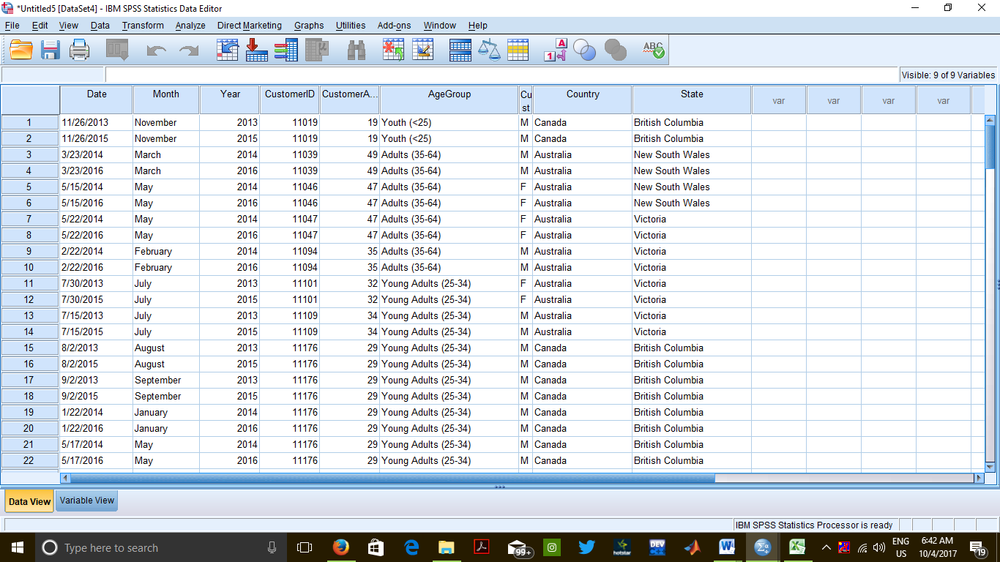 *Untitled5 [DataSet4] - IBM SPSS Statistics Data Editor
File Edit View Data Transform Analyze Direct Marketing Graphs Utilities Add-ons Window Help
A
1
ABC
Visible: 9 of 9 Variables
Date Month Year CustomerID CustomerA... AgeGroup Cu
st Country State var var var var
1 11/26/2013 November 2013 11019 19 Youth (<25) M Canada British Columbia
2 11/26/2015 November 2015 11019 19 Youth (<25) M Canada British Columbia
3 3/23/2014 March 2014 11039 49 Adults (35-64) M Australia New South Wales
4 3/23/2016 March 2016 11039 49 Adults (35-64) M Australia New South Wales
5 5/15/2014 May 2014 11046 47 Adults (35-64) F Australia New South Wales
6 5/15/2016 May 2016 11046 47 Adults (35-64) F Australia New South Wales
7 5/22/2014 May 2014 11047 47 Adults (35-64) F Australia Victoria
8 5/22/2016 May 2016 11047 47 Adults (35-64) F Australia Victoria
9 2/22/2014 February 2014 11094 35 Adults (35-64) M Australia Victoria
10 2/22/2016 February 2016 11094 35 Adults (35-64) M Australia Victoria
11 7/30/2013 July 2013 11101 32 Young Adults (25-34) F Australia Victoria
12 7/30/2015 July 2015 11101 32 Young Adults (25-34) F Australia Victoria
13 7/15/2013 July 2013 11109 34 Young Adults (25-34) M Australia Victoria
14 7/15/2015 July 2015 11109 34 Young Adults (25-34) M Australia Victoria
15 8/2/2013 August 2013 11176 29 Young Adults (25-34) M Canada British Columbia
16 8/2/2015 August 2015 11176 29 Young Adults (25-34) M Canada British Columbia
17 9/2/2013 September 2013 11176 29 Young Adults (25-34) M Canada British Columbia
18 9/2/2015 September 2015 11176 29 Young Adults (25-34) M Canada British Columbia
19 1/22/2014 January 2014 11176 29 Young Adults (25-34) M Canada British Columbia
20 1/22/2016 January 2016 11176 29 Young Adults (25-34) M Canada British Columbia
21 5/17/2014 May 2014 11176 29 Young Adults (25-34) M Canada British Columbia
22 5/17/2016 May 2016 11176 29 Young Adults (25-34) M Canada British Columbia
Data View Variable View
IBM SPSS Statistics Processor is ready
Type here to search
99+
hotstar
DEV
ENG
US
6:42 AM
10/4/2017
19